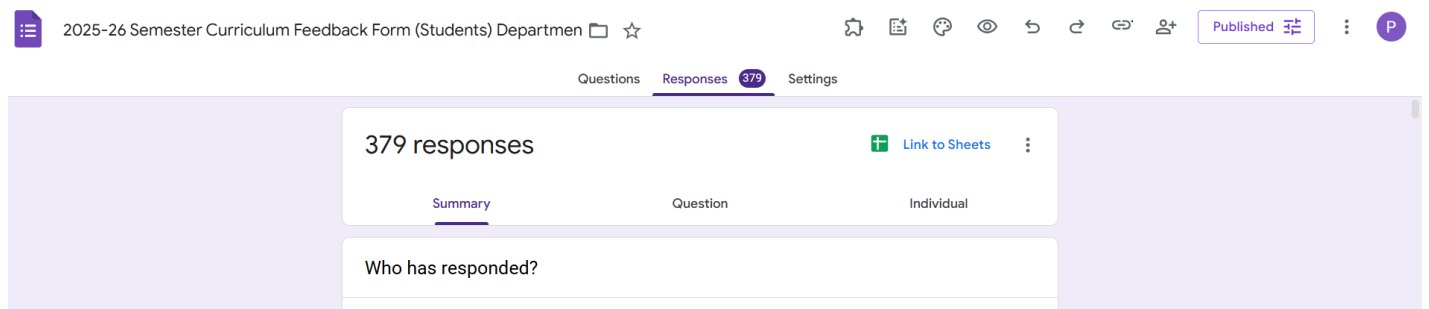 2025-26 Semester Curriculum Feedback Form (Students) Departmen
Published
P
Questions Responses 379 Settings
379 responses
Link to Sheets
Summary Question Individual
Who has responded?